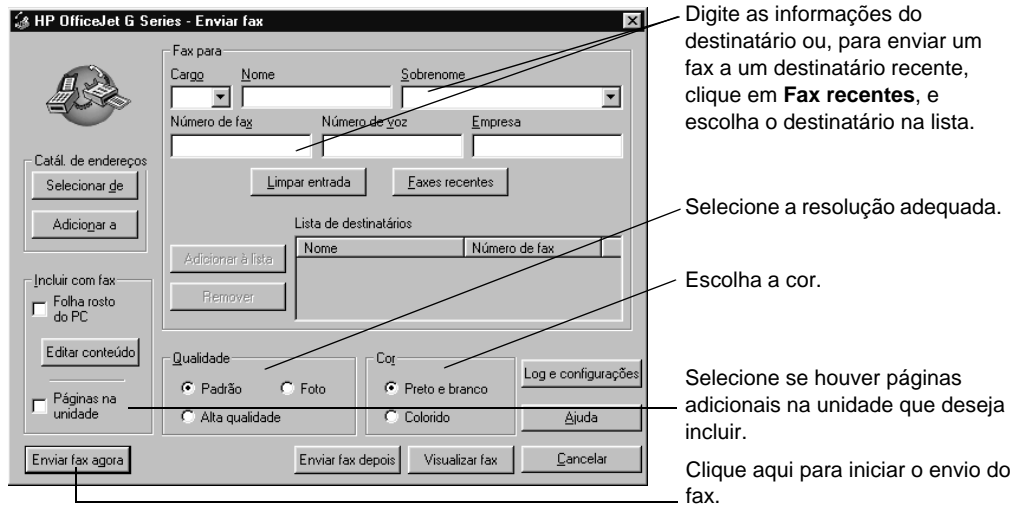 HP OfficeJet G Series - Enviar fax
Fax para
Cargo Nome Sobrenome
Número de fax Número de voz Empresa
Limpar entrada Faxes recentes
Catál. de endereços
Selecionar de
Adicionar a
Lista de destinatários
Nome Número de fax
Adicionar à lista
Remover
Incluir com fax
Folha rosto
do PC
Editar conteúdo
Páginas na
unidade
Qualidade
Padrão Foto
Alta qualidade
Cor
Preto e branco
Colorido
Log e configurações
Ajuda
Enviar fax agora Enviar fax depois Visualizar fax Cancelar
Digite as informações do
destinatário ou, para enviar um
fax a um destinatário recente,
clique em Fax recentes, e
escolha o destinatário na lista.
Selecione a resolução adequada.
Escolha a cor.
Selecione se houver páginas
adicionais na unidade que deseja
incluir.
Clique aqui para iniciar o envio do
fax.